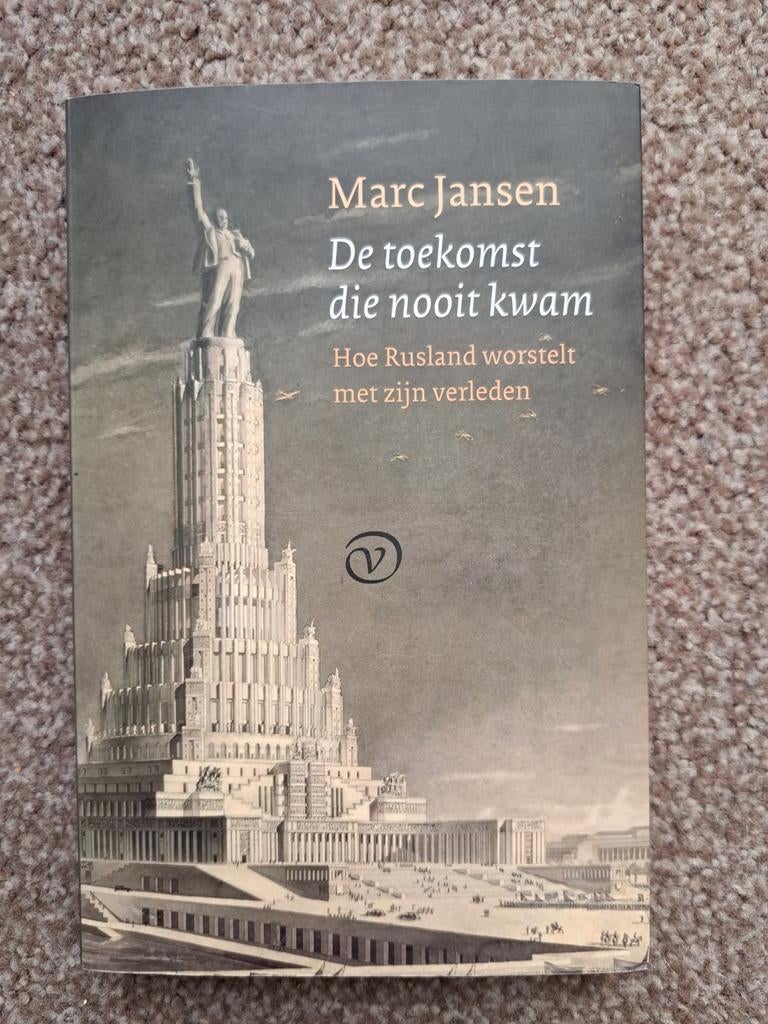 Marc Jansen
De toekomst
die nooit kwam
Hoe Rusland worstelt
met zijn verleden
V